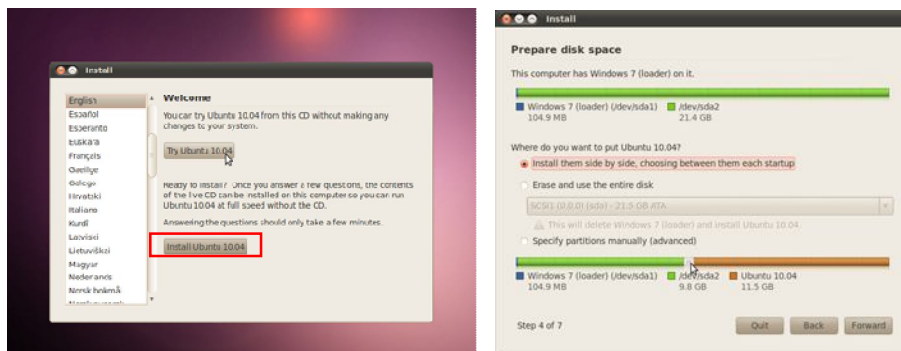 Install
English
Español
Esperanto
Euskara
Français
Gaeilge
Galego
Hrvatski
Italiano
Kurdî
Latviski
Lietuviškai
Magyar
Nederlands
Norsk bokmål
Welcome
You can try Ubuntu 10.04 from this CD without making any
changes to your system.
Try Ubuntu 10.04
Ready to install? Once you answer a few questions, the contents
of the live CD can be installed on this computer so you can run
Ubuntu 10.04 at full speed without the CD.
Answering the questions should only take a few minutes.
Install Ubuntu 10.04
Install
Prepare disk space
This computer has Windows 7 (loader) on it.
Windows 7 (loader) (/dev/sda1) /dev/sda2
104.9 MB 21.4 GB
Where do you want to put Ubuntu 10.04?
Install them side by side, choosing between them each startup
Erase and use the entire disk
SCSI1 (0,0,0) (sda) - 21.5 GB ATA
This will delete Windows 7 (loader) and install Ubuntu 10.04.
Specify partitions manually (advanced)
Windows 7 (loader) (/dev/sda1) /dev/sda2 Ubuntu 10.04
104.9 MB 9.8 GB 11.5 GB
Step 4 of 7 Quit Back Forward